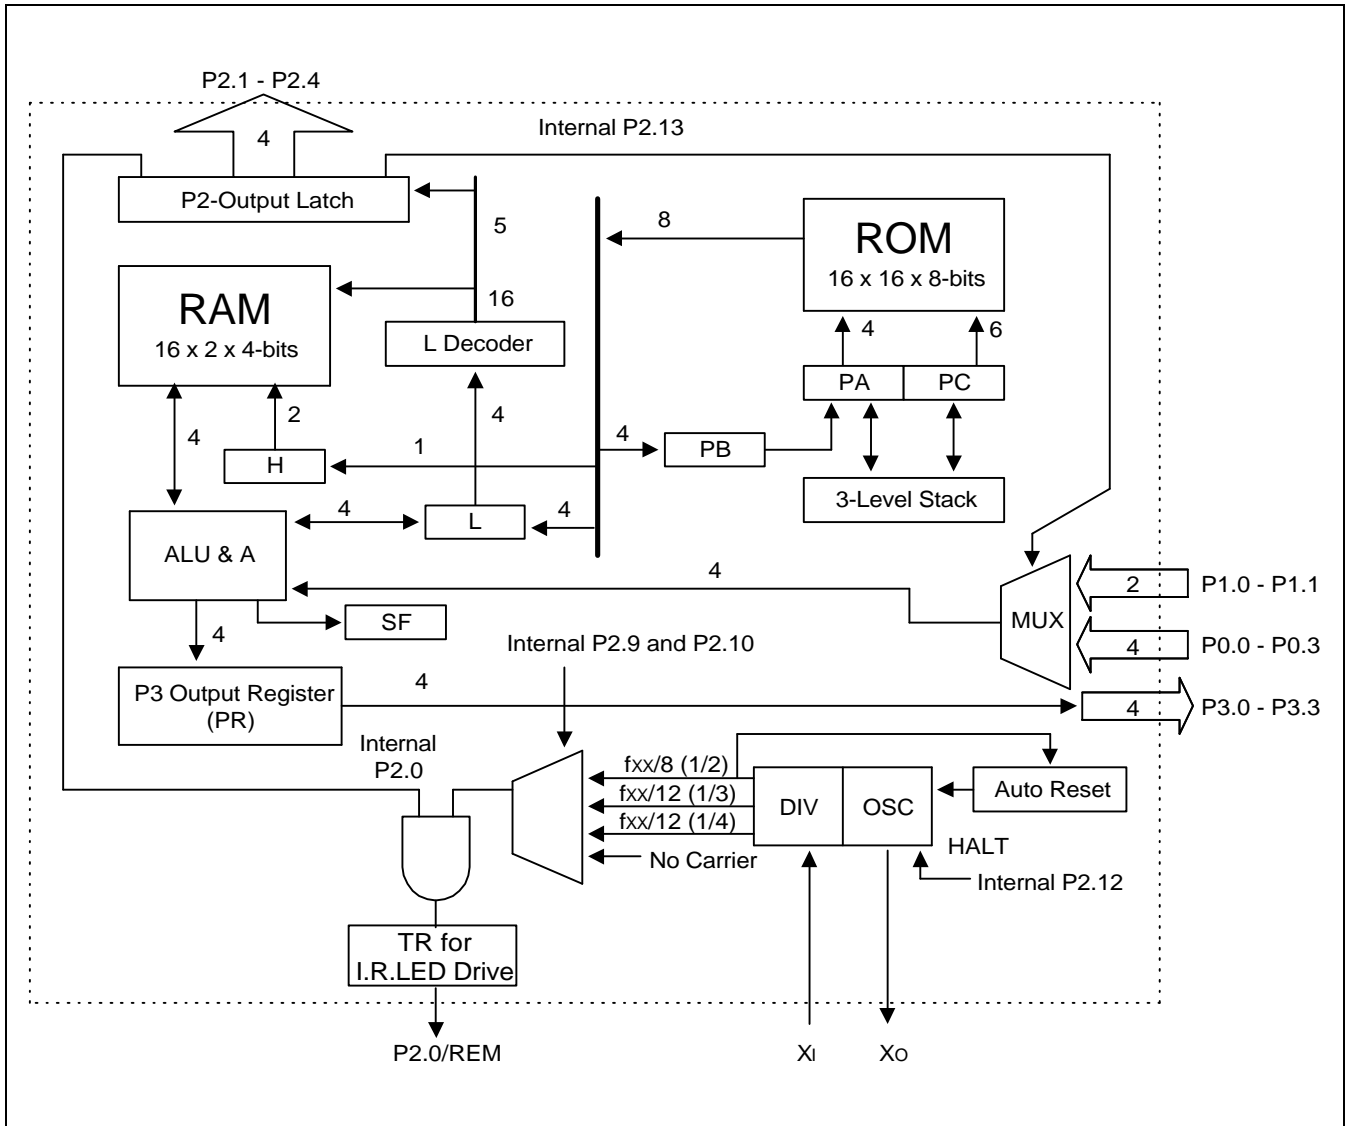 P2.1 - P2.4
4
Internal P2.13
P2-Output Latch
5
8
ROM
16 x 16 x 8-bits
RAM
16 x 2 x 4-bits
16
L Decoder
4
6
PA
PC
4
2
4
H
1
4
PB
3-Level Stack
4
L
4
ALU & A
4
MUX
2
P1.0 - P1.1
4
P0.0 - P0.3
SF
4
Internal P2.9 and P2.10
P3 Output Register
(PR)
4
4
P3.0 - P3.3
Internal
P2.0
fxx/8 (1/2)
fxx/12 (1/3)
fxx/12 (1/4)
No Carrier
DIV
OSC
Auto Reset
HALT
Internal P2.12
TR for
I.R.LED Drive
P2.0/REM
XI
XO